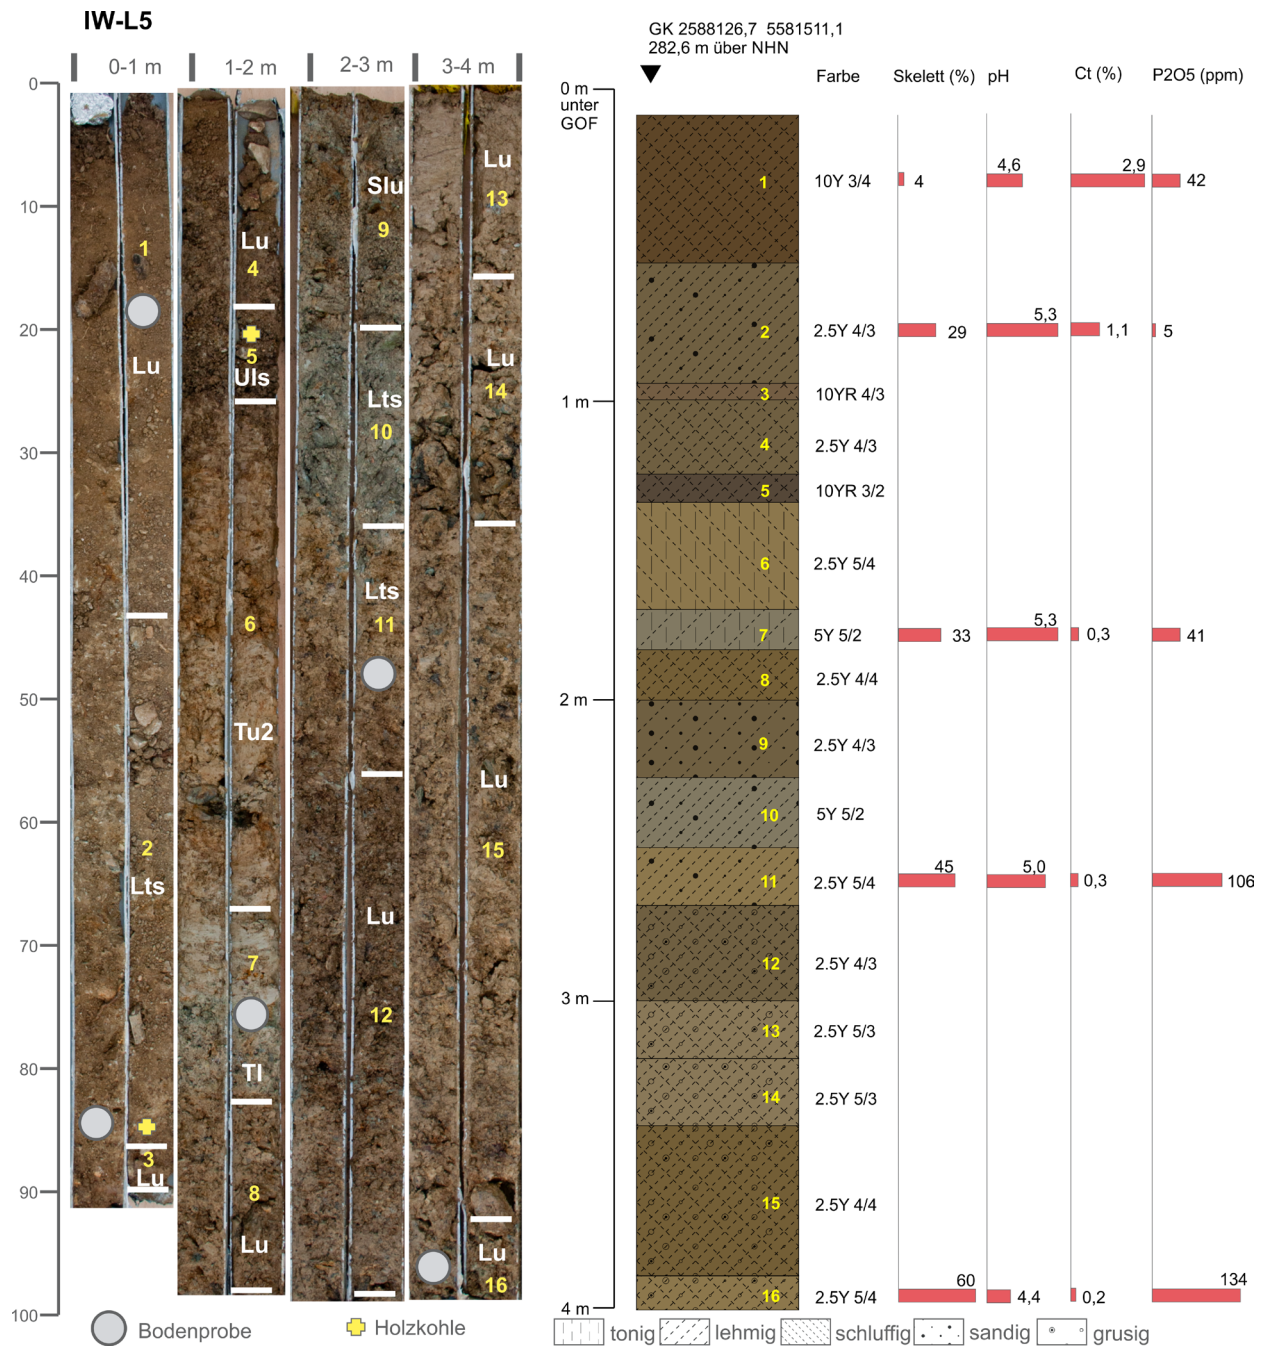 IW-L5
0-1 m
1-2 m
2-3 m
3-4 m
0
10
20
30
40
50
60
70
80
90
100
1
Lu
2
Lts
3
Lu
Lu
4
5
Uls
6
Tu2
7
Tl
8
Lu
Slu
9
Lts
10
Lts
11
Lu
12
Lu
13
Lu
14
Lu
15
Lu
16
Bodenprobe
Holzkohle
GK 2588126,7 5581511,1
282,6 m über NHN
0 m
unter
GOF
1 m
2 m
3 m
4 m
Farbe
Skelett (%)
pH
Ct (%)
P2O5 (ppm)
1
10Y 3/4
4
4,6
2,9
42
2
2.5Y 4/3
29
5,3
1,1
5
3
10YR 4/3
4
2.5Y 4/3
5
10YR 3/2
6
2.5Y 5/4
7
5Y 5/2
33
5,3
0,3
41
8
2.5Y 4/4
9
2.5Y 4/3
10
5Y 5/2
11
2.5Y 5/4
45
5,0
0,3
106
12
2.5Y 4/3
13
2.5Y 5/3
14
2.5Y 5/3
15
2.5Y 4/4
16
2.5Y 5/4
60
4,4
0,2
134
tonig
lehmig
schluffig
sandig
grusig